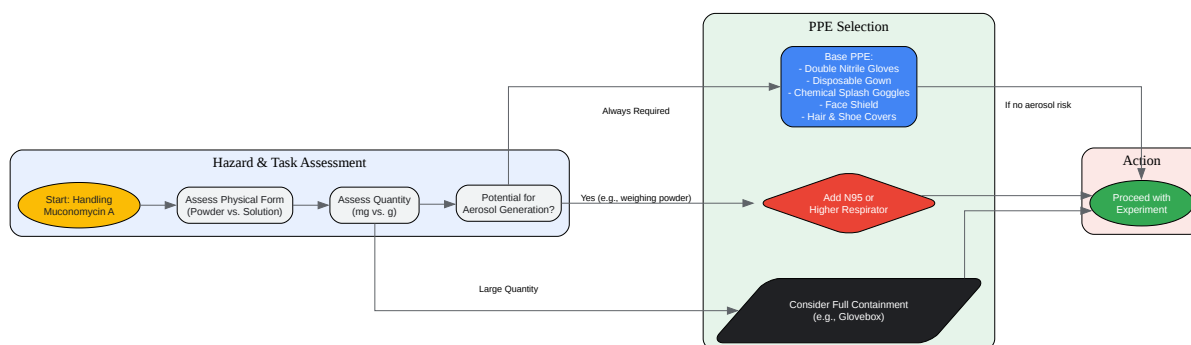 PPE Selection
Base PPE:
- Double Nitrile Gloves
- Disposable Gown
- Chemical Splash Goggles
- Face Shield
- Hair & Shoe Covers
Always Required
If no aerosol risk
Hazard & Task Assessment
Start: Handling
Muconomycin A
Assess Physical Form
(Powder vs. Solution)
Assess Quantity
(mg vs. g)
Potential for
Aerosol Generation?
Yes (e.g., weighing powder)
Add N95 or
Higher Respirator
Action
Proceed with
Experiment
Large Quantity
Consider Full Containment
(e.g., Glovebox)